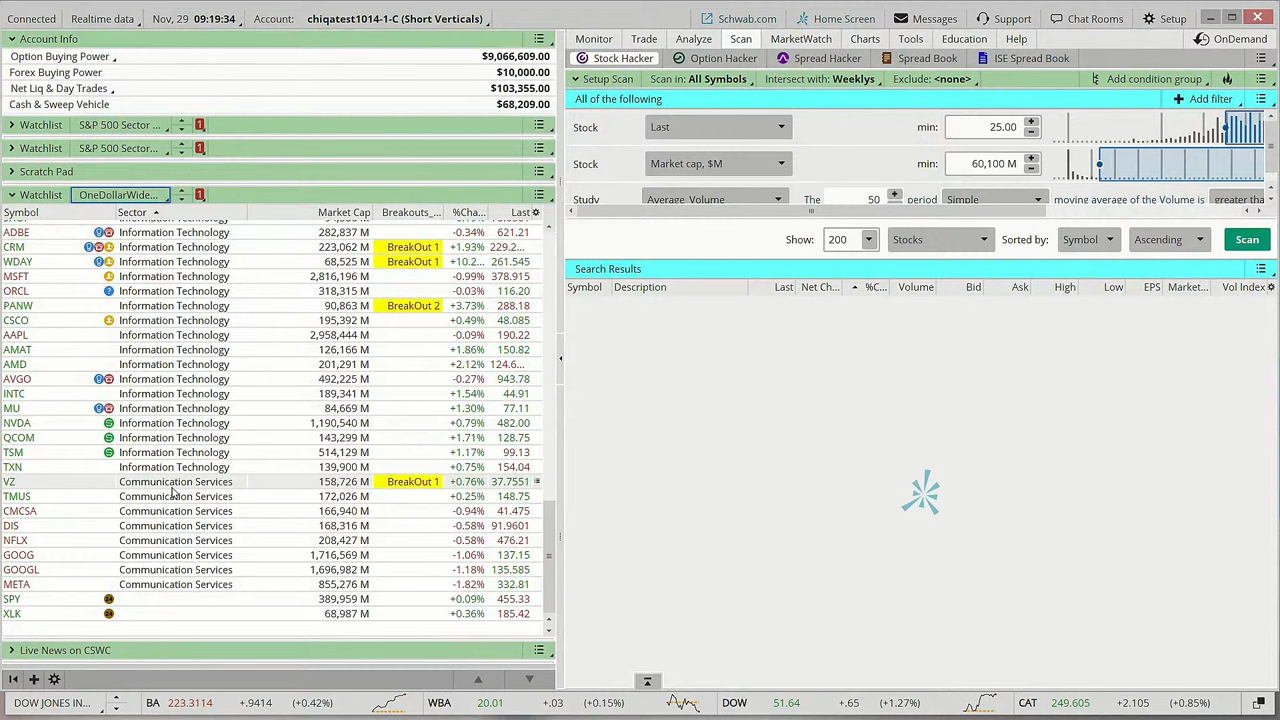 Connected Realtime data Nov, 29 09:19:34 Account: chiqatest1014-1-C (Short Verticals) Schwab.com Home Screen Messages Support Chat Rooms Setup
Account Info
Option Buying Power $9,066,609.00
Forex Buying Power $10,000.00
Net Liq & Day Trades $103,355.00
Cash & Sweep Vehicle $68,209.00
Watchlist S&P 500 Sector ... 1
Watchlist S&P 500 Sector... 1
Scratch Pad
Watchlist OneDollarWide... 1
Symbol Sector Market Cap Breakouts_... %Cha... Last
ADBE Information Technology 282,837 M -0.34% 621.21
CRM Information Technology 223,062 M BreakOut 1 +1.93% 229.2...
WDAY Information Technology 68,525 M BreakOut 1 +10.2... 261.545
MSFT Information Technology 2,816,196 M -0.99% 378.915
ORCL Information Technology 318,315 M -0.03% 116.20
PANW Information Technology 90,863 M BreakOut 2 +3.73% 288.18
CSCO Information Technology 195,392 M +0.49% 48.085
AAPL Information Technology 2,958,444 M -0.09% 190.22
AMAT Information Technology 126,166 M +1.86% 150.82
AMD Information Technology 201,291 M +2.12% 124.6...
AVGO Information Technology 492,225 M -0.27% 943.78
INTC Information Technology 189,341 M +1.54% 44.91
MU Information Technology 84,669 M +1.30% 77.11
NVDA Information Technology 1,190,540 M +0.79% 482.00
QCOM Information Technology 143,299 M +1.71% 128.75
TSM Information Technology 514,129 M +1.17% 99.13
TXN Information Technology 139,900 M +0.75% 154.04
VZ Communication Services 158,726 M BreakOut 1 +0.76% 37.7551
TMUS Communication Services 172,026 M +0.25% 148.75
CMCSA Communication Services 166,940 M -0.94% 41.475
DIS Communication Services 168,316 M -0.58% 91.9601
NFLX Communication Services 208,427 M -0.58% 476.21
GOOG Communication Services 1,716,569 M -1.06% 137.15
GOOGL Communication Services 1,696,982 M -1.18% 135.585
META Communication Services 855,276 M -1.82% 332.81
SPY 389,959 M +0.09% 455.33
XLK 68,987 M +0.36% 185.42
Live News on CSWC
Monitor Trade Analyze Scan MarketWatch Charts Tools Education Help OnDemand
Stock Hacker Option Hacker Spread Hacker Spread Book ISE Spread Book
Setup Scan Scan in: All Symbols Intersect with: Weeklys Exclude: <none> Add condition group
All of the following Add filter
Stock Last min: 25.00
Stock Market cap, $M min: 60,100 M
Study Average_Volume The 50 period Simple moving average of the Volume is greater tha
Show: 200 Stocks Sorted by: Symbol Ascending Scan
Search Results
Symbol Description Last Net Ch... %C... Volume Bid Ask High Low EPS Market... Vol Index
DOW JONES IN... BA 223.3114 +.9414 (+0.42%) WBA 20.01 +.03 (+0.15%) DOW 51.64 +.65 (+1.27%) CAT 249.605 +2.115 (+0.85%)